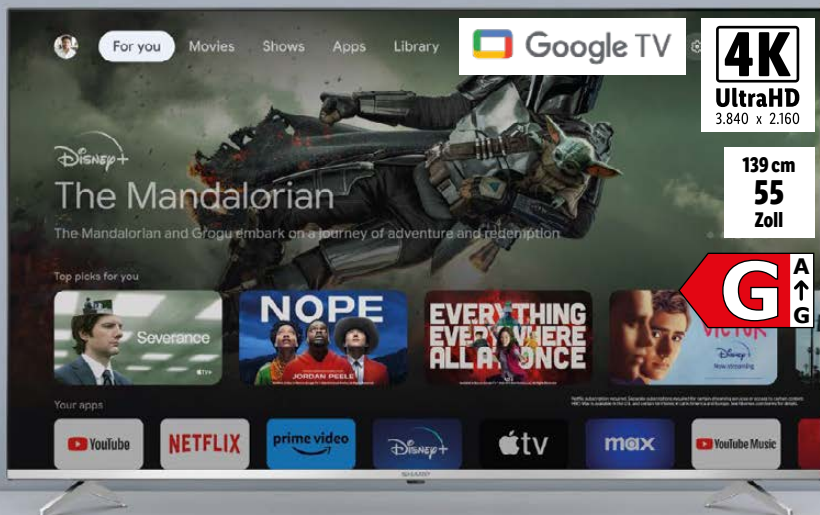 For you
Movies
Shows
Apps
Library
Google TV
4K
UltraHD
3.840 x 2.160
139 cm
55
Zoll
Disney+
The Mandalorian
The Mandalorian and Grogu embark on a journey of adventure and redemption
G
A
G
Top picks for you
Severance
tv+
NOPE
JORDAN PEELE
EVERYTHING
EVERYWHERE
ALL AT ONCE
VICTOR
Disney+
Now streaming
Your apps
YouTube
NETFLIX
prime video
Disney+
tv
max
YouTube Music
SHARP